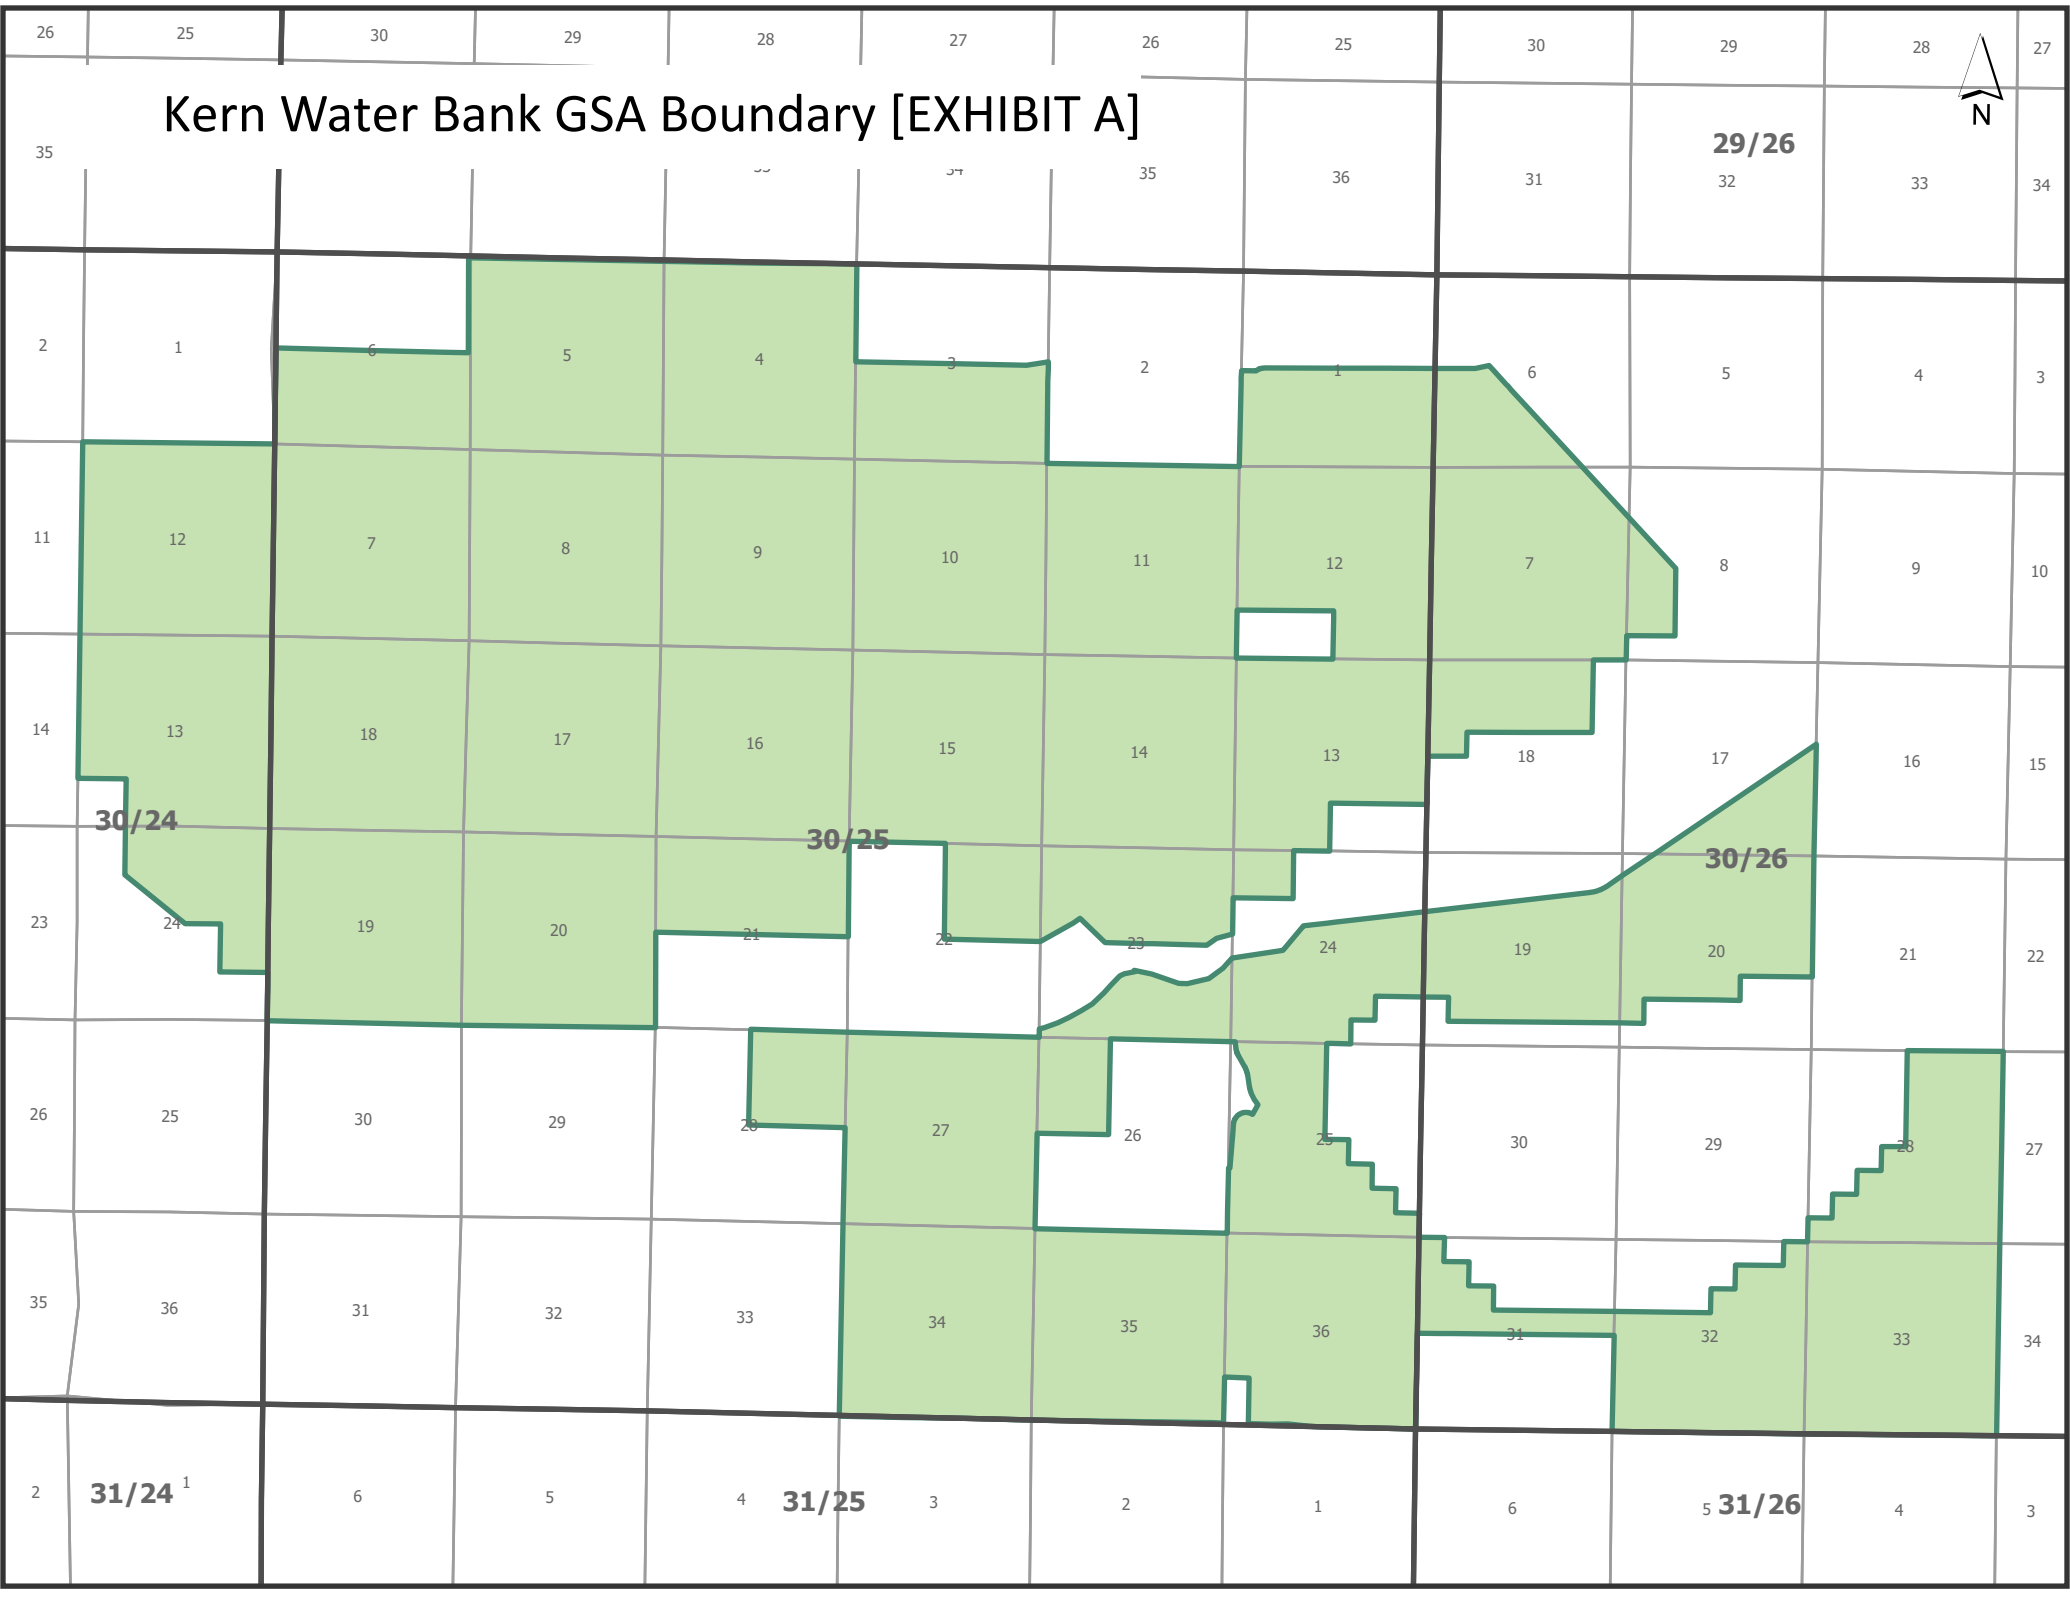 26 25 30 29 28 27 26 25 30 29 28 27
Kern Water Bank GSA Boundary [EXHIBIT A]
N
29/26
35 35 36 31 32 33 34
2 1 6 5 4 3 2 1 6 5 4 3
11 12 7 8 9 10 11 12 7 8 9 10
14 13 18 17 16 15 14 13 18 17 16 15
30/24 30/25 30/26
23 24 19 20 21 22 23 24 19 20 21 22
26 25 30 29 28 27 26 25 30 29 28 27
35 36 31 32 33 34 35 36 31 32 33 34
2 31/24 1 6 5 4 31/25 3 2 1 6 5 31/26 4 3